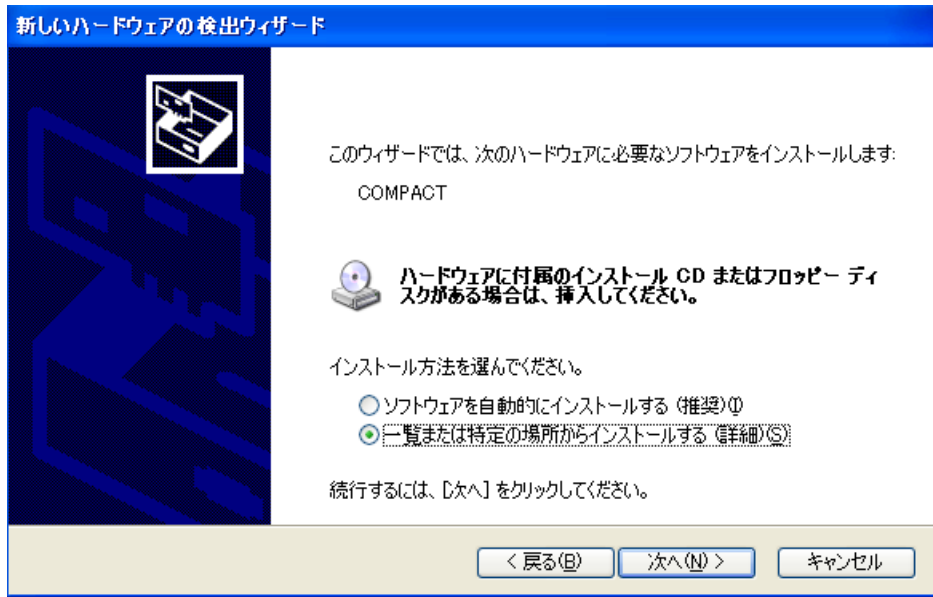 新しいハードウェアの検出ウィザード
このウィザードでは、次のハードウェアに必要なソフトウェアをインストールします:
COMPACT
ハードウェアに付属のインストール CD またはフロッピー ディ
スクがある場合は、挿入してください。
インストール方法を選んでください。
ソフトウェアを自動的にインストールする (推奨)(I)
一覧または特定の場所からインストールする (詳細)(S)
続行するには、[次へ] をクリックしてください。
< 戻る(B) 次へ(N) > キャンセル